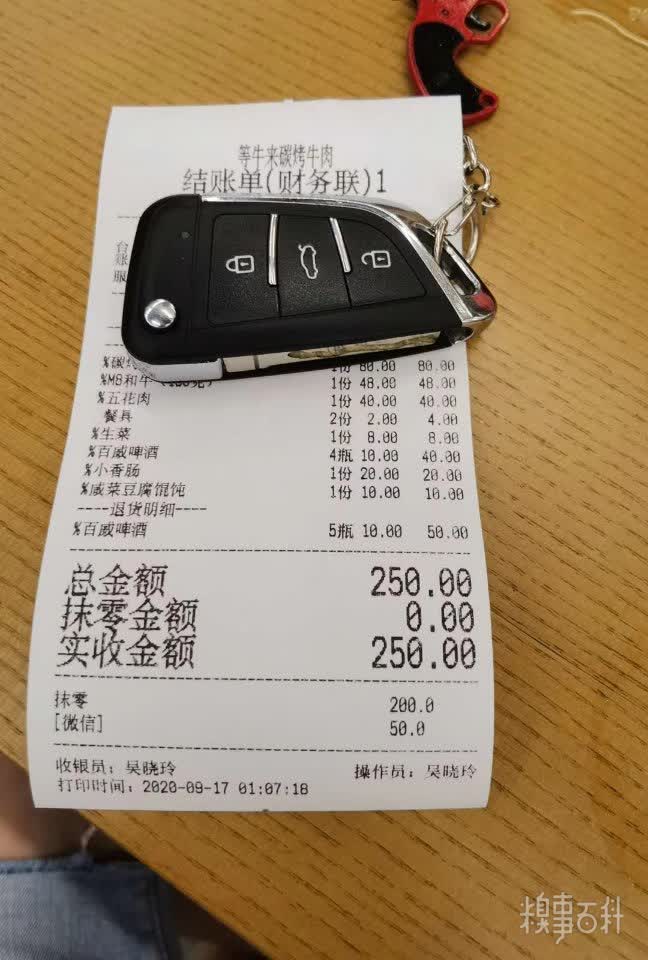 等牛来碳烤牛肉
结账单(财务联)1
台
账
服
%碳烤 1份 80.00 80.00
%M8和牛 1份 48.00 48.00
%五花肉 1份 40.00 40.00
餐具 2份 2.00 4.00
%生菜 1份 8.00 8.00
%百威啤酒 4瓶 10.00 40.00
%小香肠 1份 20.00 20.00
%咸菜豆腐馄饨 1份 10.00 10.00
----退货明细----
%百威啤酒 5瓶 10.00 50.00
总金额 250.00
抹零金额 0.00
实收金额 250.00
抹零 200.0
[微信] 50.0
收银员：吴晓玲 操作员：吴晓玲
打印时间：2020-09-17 01:07:18
糗事百科